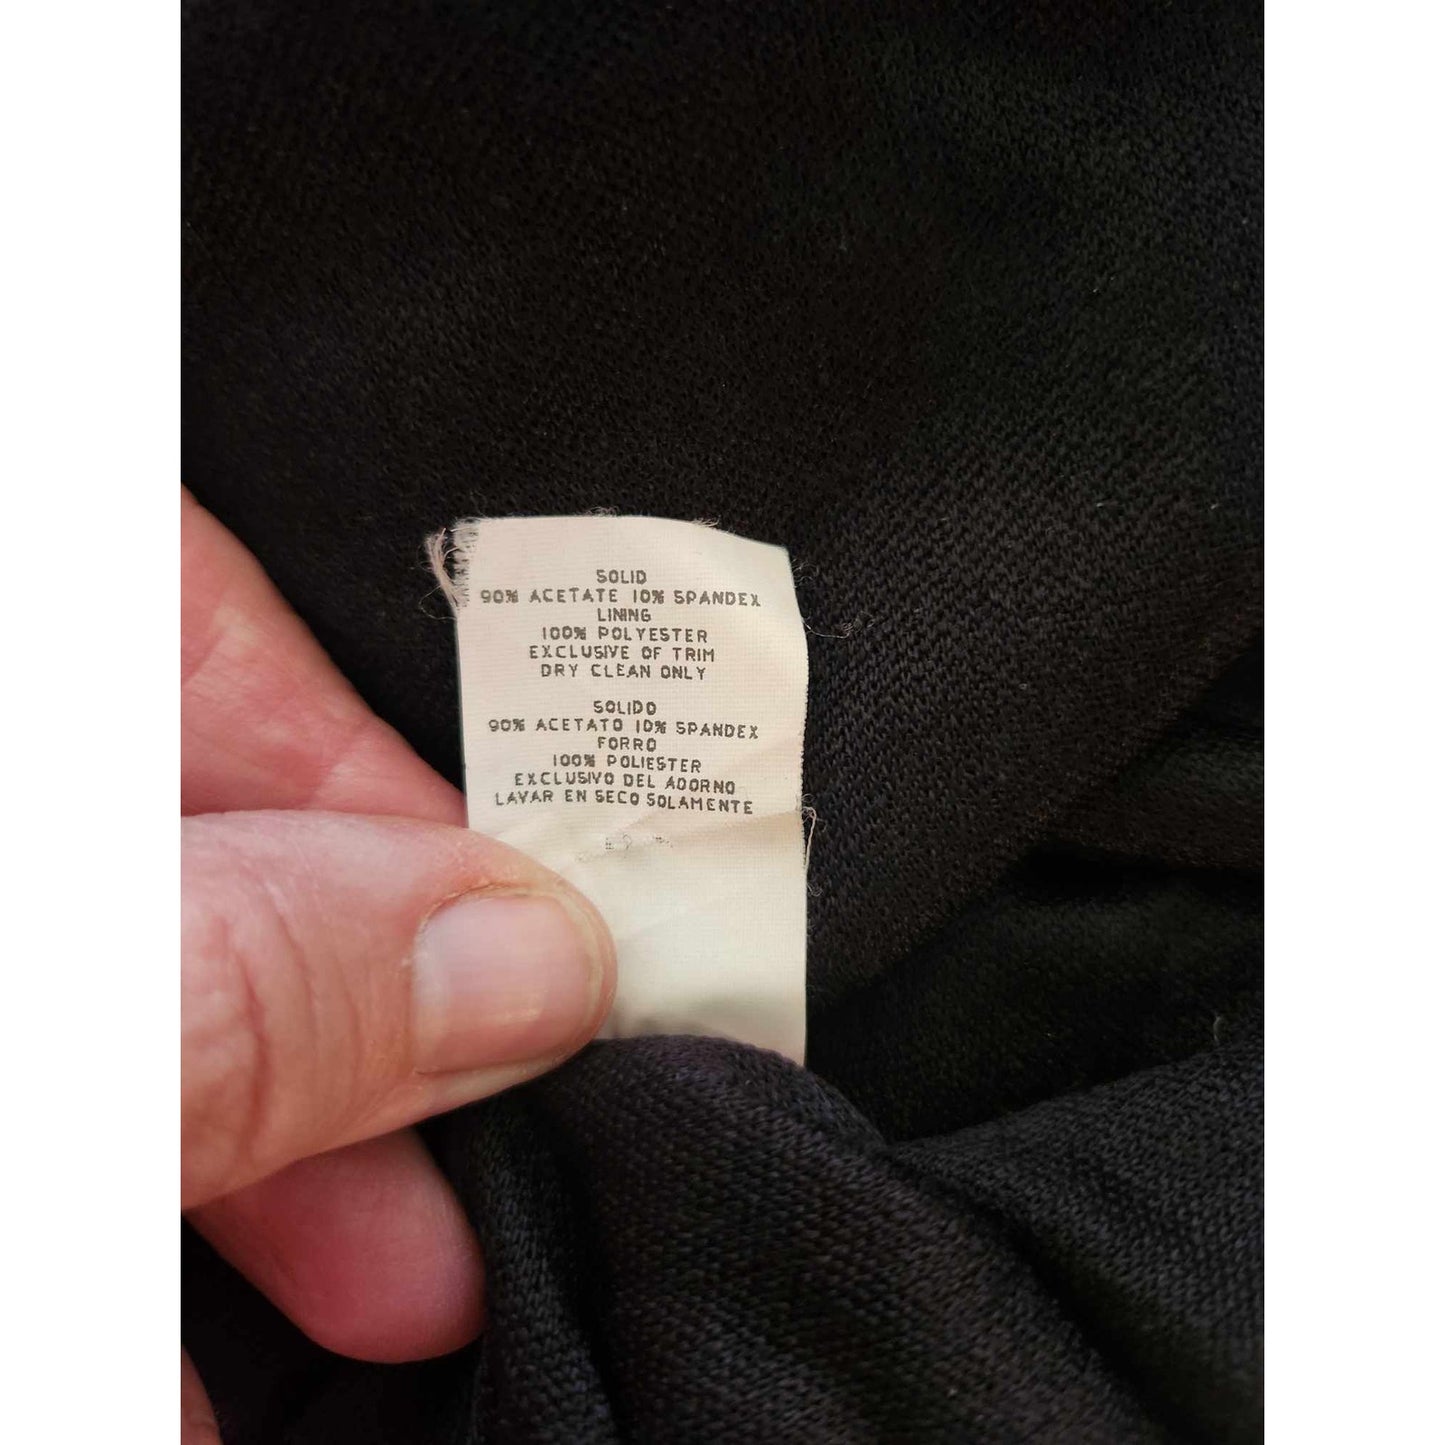 SOLID
90% ACETATE 10% SPANDEX
LINING
100% POLYESTER
EXCLUSIVE OF TRIM
DRY CLEAN ONLY
SOLIDO
90% ACETATO 10% SPANDEX
FORRO
100% POLIESTER
EXCLUSIVO DEL ADORNO
LAVAR EN SECO SOLAMENTE